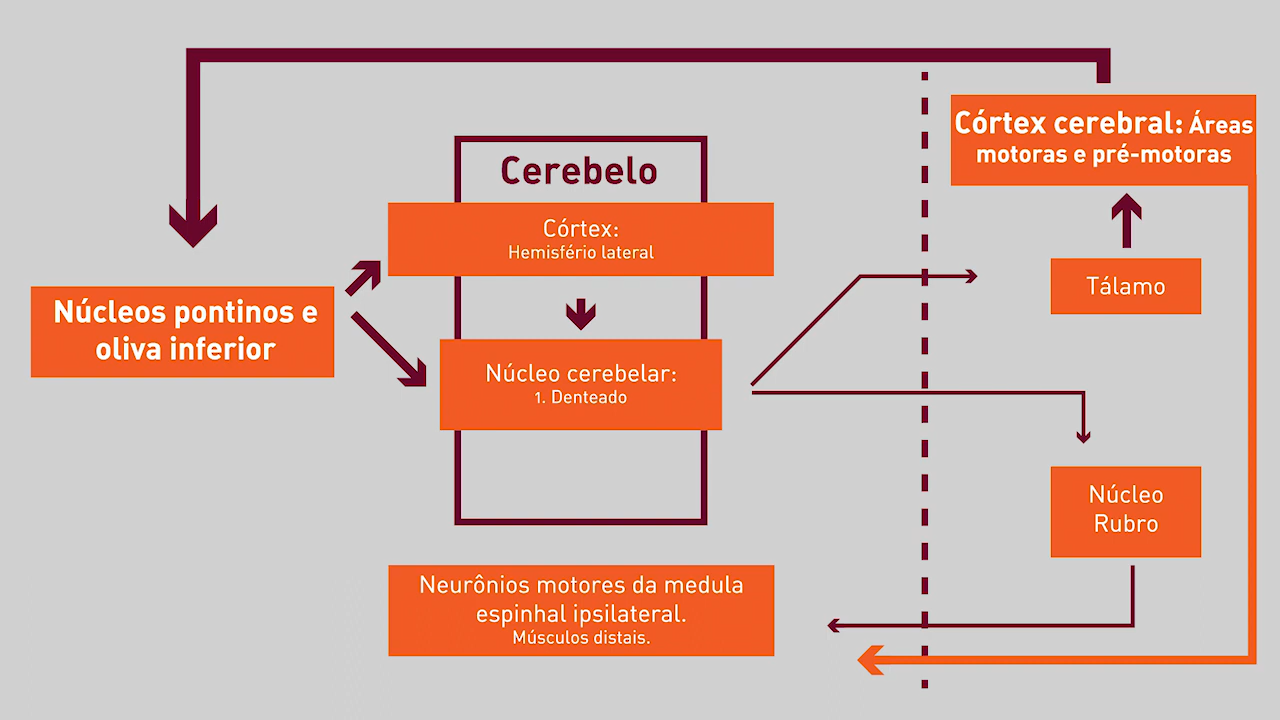 Córtex cerebral: Áreas
motoras e pré-motoras
Cerebelo
Córtex:
Hemisfério lateral
Tálamo
Núcleos pontinos e
oliva inferior
Núcleo cerebelar:
1. Denteado
Núcleo
Rubro
Neurônios motores da medula
espinhal ipsilateral.
Músculos distais.